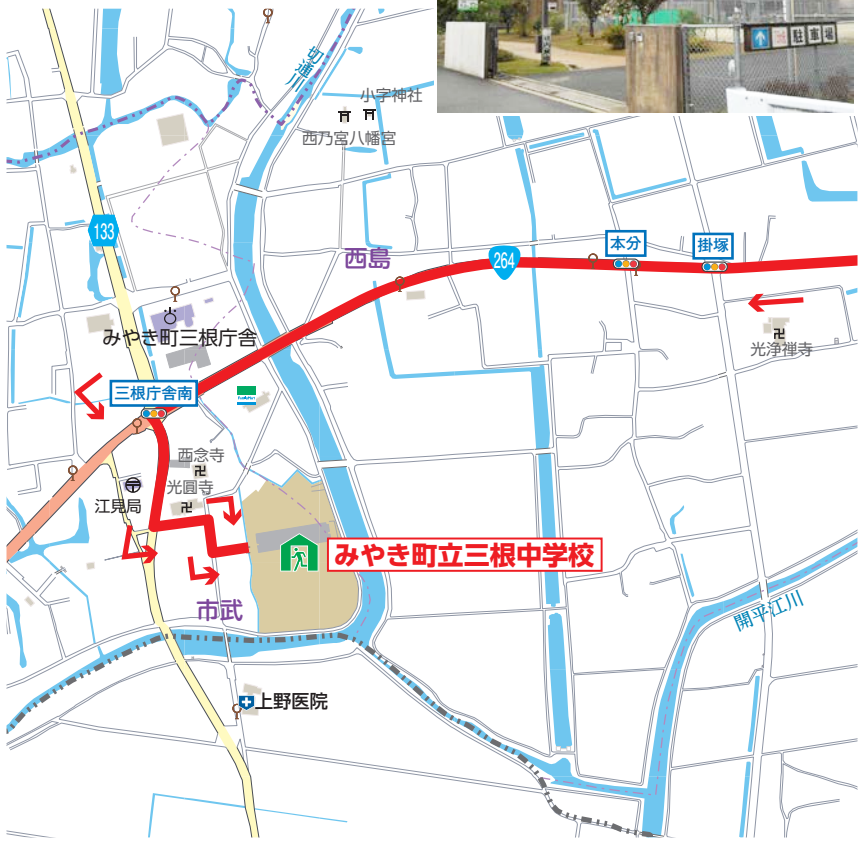 駐車場
切通川
小字神社
西乃宮八幡宮
133
西島
264
本分
掛塚
光浄禅寺
みやき町三根庁舎
三根庁舎南
FamilyMart
西念寺
光圓寺
江見局
みやき町立三根中学校
市武
開平江川
上野医院